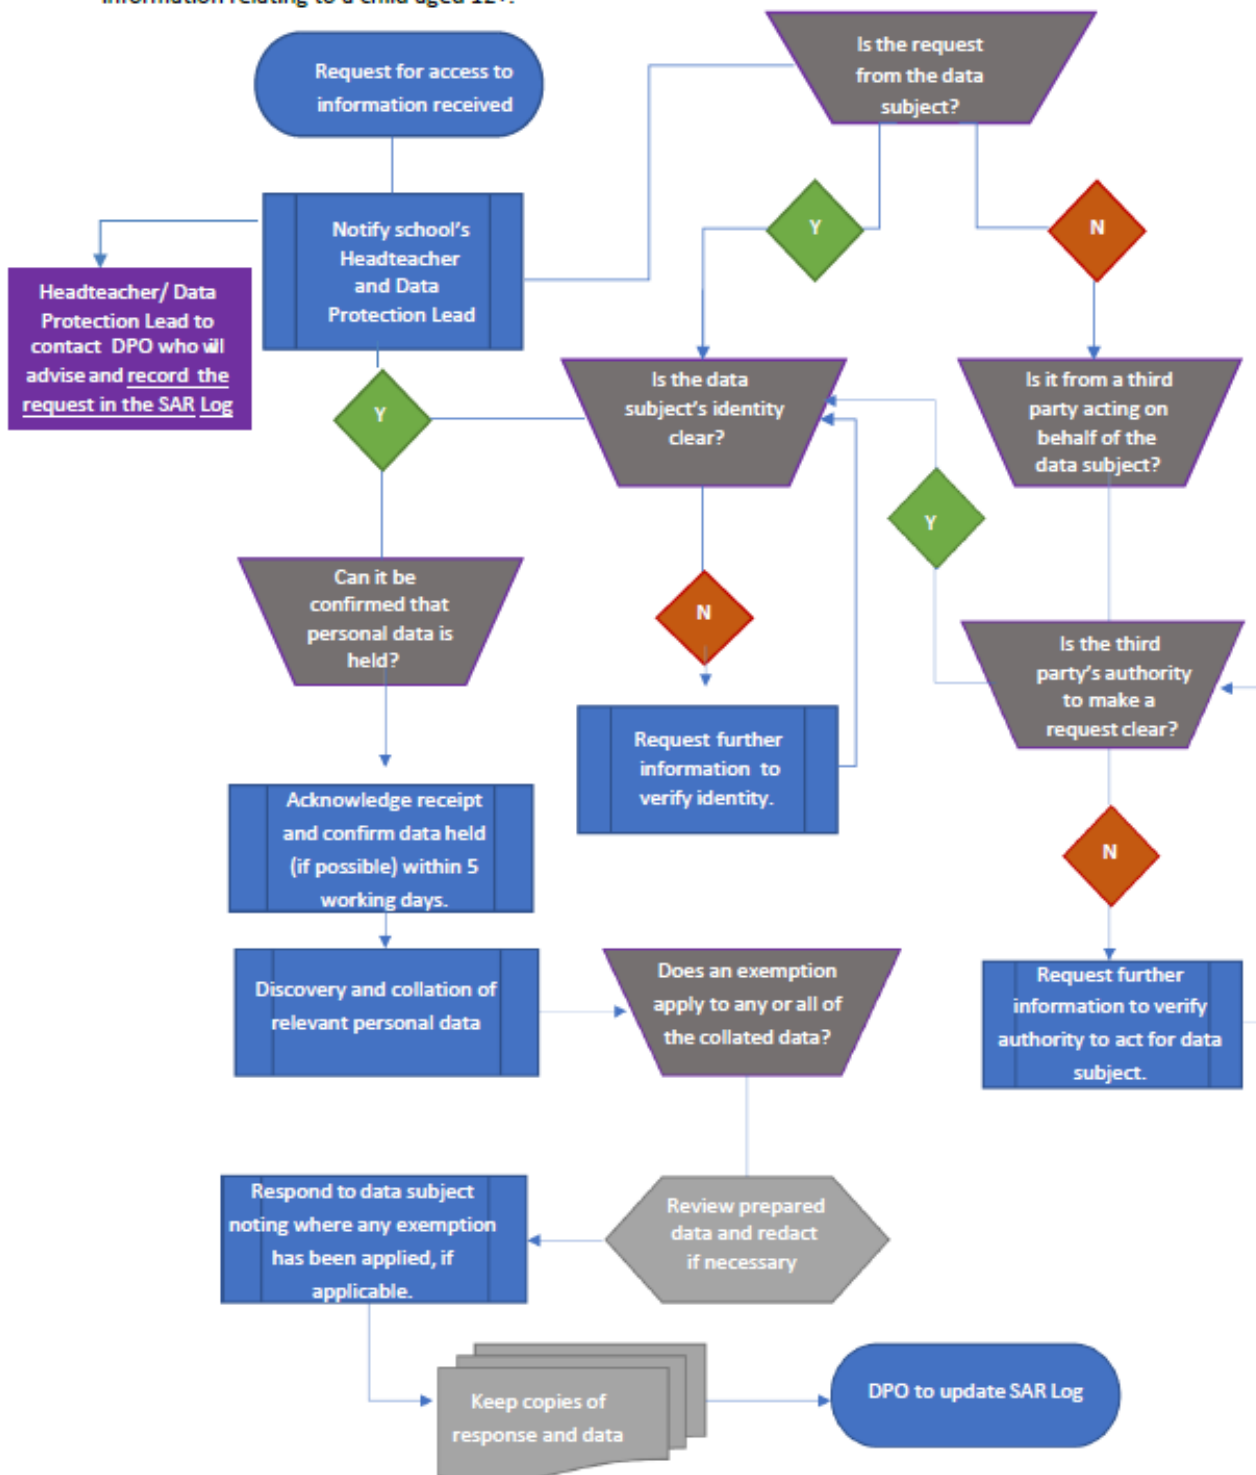 information relating to a child aged 12+.
Request for access to
information received
Is the request
from the data
subject?
Y
N
Notify school's
Headteacher
and Data
Protection Lead
Headteacher/ Data
Protection Lead to
contact DPO who will
advise and record the
request in the SAR Log
Y
Is the data
subject's identity
clear?
Is it from a third
party acting on
behalf of the
data subject?
Y
N
Can it be
confirmed that
personal data is
held?
Is the third
party's authority
to make a
request clear?
Request further
information to
verify identity.
Acknowledge receipt
and confirm data held
(if possible) within 5
working days.
N
Discovery and collation of
relevant personal data
Does an exemption
apply to any or all of
the collated data?
Request further
information to verify
authority to act for data
subject.
Respond to data subject
noting where any exemption
has been applied, if
applicable.
Review prepared
data and redact
if necessary
Keep copies of
response and data
DPO to update SAR Log